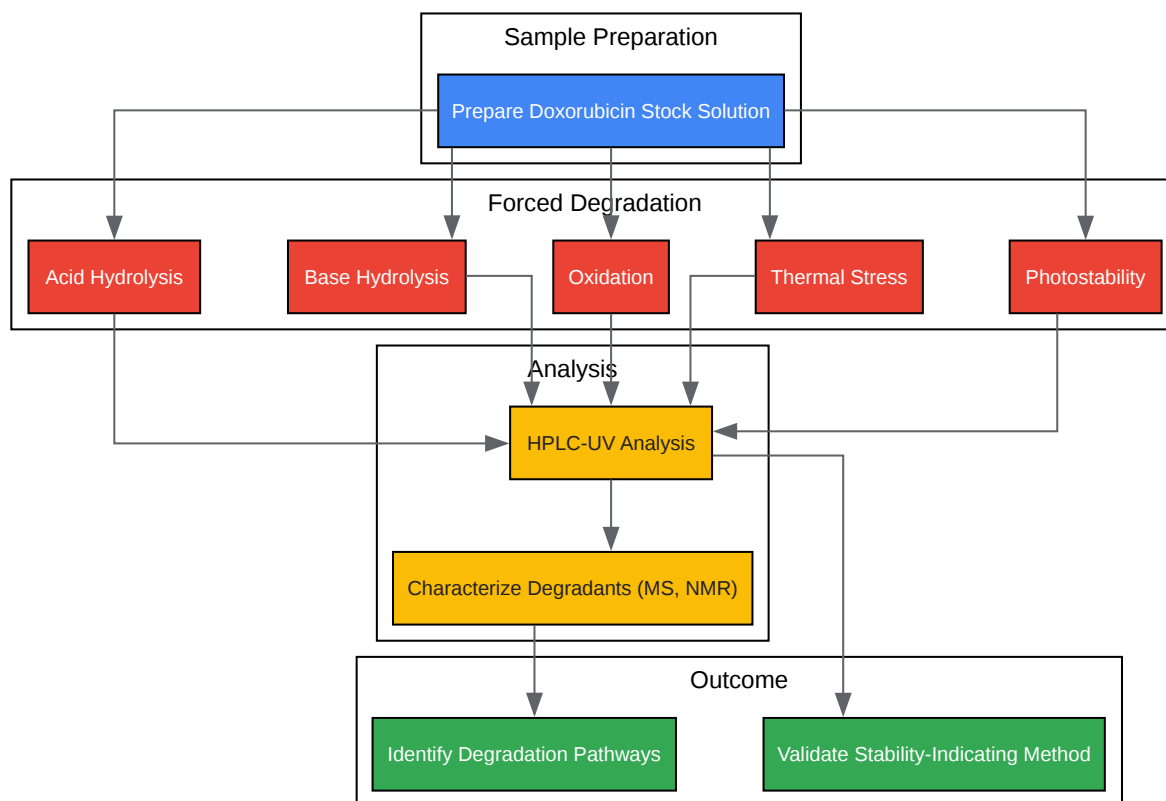 Sample Preparation
Prepare Doxorubicin Stock Solution
Forced Degradation
Acid Hydrolysis
Base Hydrolysis
Oxidation
Thermal Stress
Photostability
Analysis
HPLC-UV Analysis
Characterize Degradants (MS, NMR)
Outcome
Identify Degradation Pathways
Validate Stability-Indicating Method